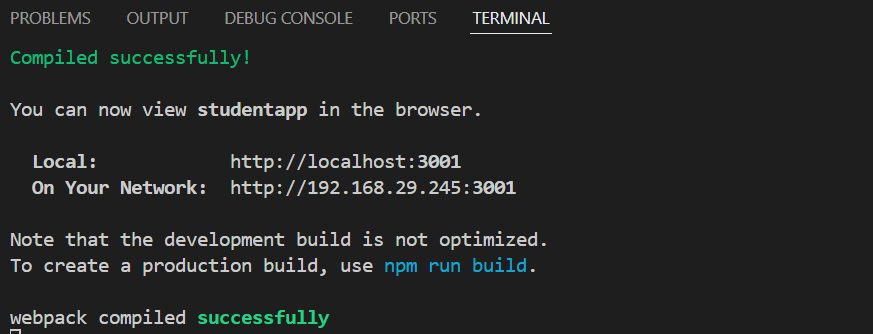 PROBLEMS OUTPUT DEBUG CONSOLE PORTS TERMINAL
Compiled successfully!
You can now view studentapp in the browser.
Local: http://localhost:3001
On Your Network: http://192.168.29.245:3001
Note that the development build is not optimized.
To create a production build, use npm run build.
webpack compiled successfully